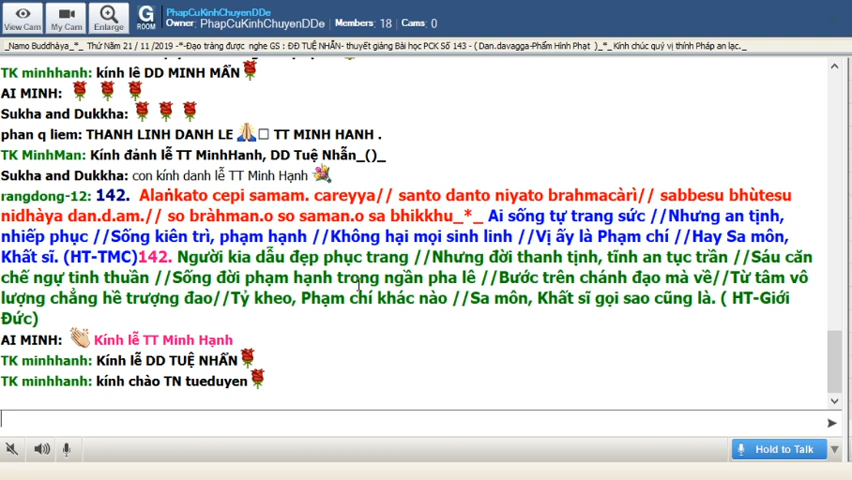 View Cam
My Cam
Enlarge
G
ROOM
PhapCuKinhChuyenDDe
Owner: PhapCuKinhChuyenDDe Members: 18 Cams: 0
_Namo Buddhàya_*_ Thứ Năm 21 / 11 /2019 -*-Đạo tràng được nghe GS : ĐĐ TUỆ NHẪN- thuyết giảng Bài học PCK Số 143 - ( Dan.davagga-Phẩm Hình Phạt )_*_Kính chúc quý vị thính Pháp an lạc._
TK minhhanh: kính lê DD MINH MẪN
AI MINH:
Sukha and Dukkha:
phan q liem: THANH LINH DANH LE TT MINH HANH .
TK MinhMan: Kính đảnh lễ TT MinHanh, DD Tuệ Nhẫn_()_
Sukha and Dukkha: con kính danh lễ TT Minh Hạnh
rangdong-12: 142. Alaṅkato cepi samam. careyya// santo danto niyato brahmacàrì// sabbesu bhùtesu
nidhàya dan.d.am.// so bràhman.o so saman.o sa bhikkhu_*_ Ai sống tự trang sức //Nhưng an tịnh,
nhiếp phục //Sống kiên trì, phạm hạnh //Không hại mọi sinh linh //Vị ấy là Phạm chí //Hay Sa môn,
Khất sĩ. (HT-TMC)142. Người kia dẫu đẹp phục trang //Nhưng đời thanh tịnh, tĩnh an tục trần //Sáu căn
chế ngự tinh thuần //Sống đời phạm hạnh trong ngần pha lê //Bước trên chánh đạo mà về//Từ tâm vô
lượng chẳng hề trượng đao//Tỷ kheo, Phạm chí khác nào //Sa môn, Khất sĩ gọi sao cũng là. ( HT-Giới
Đức)
AI MINH: Kính lễ TT Minh Hạnh
TK minhhanh: Kính lễ DD TUỆ NHẪN
TK minhhanh: kính chào TN tueduyen
Hold to Talk